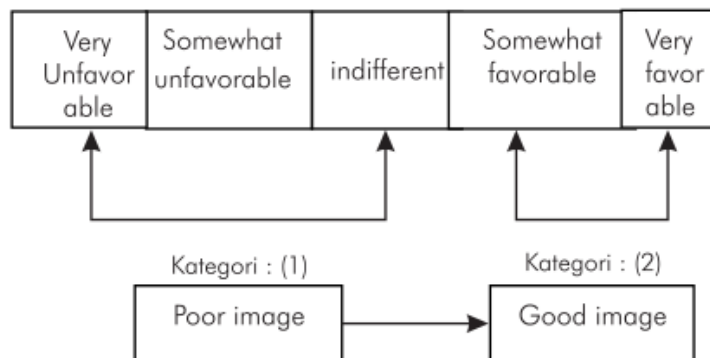 Very
Unfavor
able
Somewhat
unfavorable
indifferent
Somewhat
favorable
Very
favor
able
Kategori : (1)
Kategori : (2)
Poor image
Good image